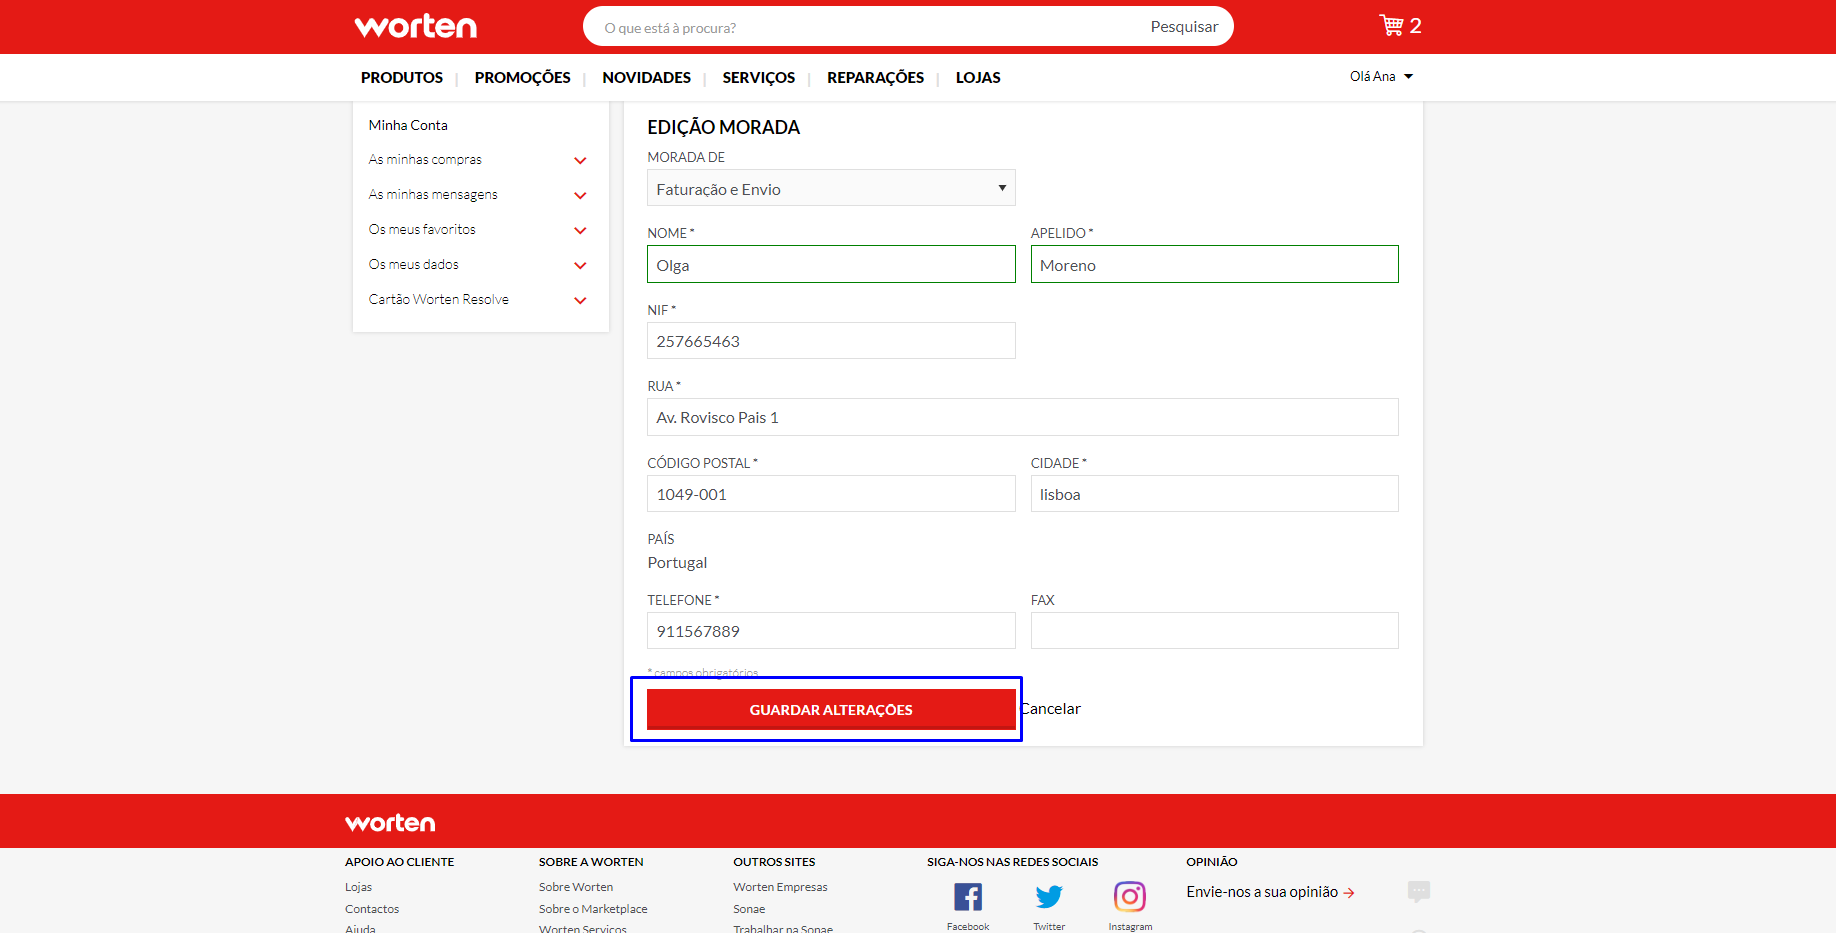 worten
O que está à procura?
Pesquisar
2
PRODUTOS | PROMOÇÕES | NOVIDADES | SERVIÇOS | REPARAÇÕES | LOJAS
Olá Ana
Minha Conta
As minhas compras
As minhas mensagens
Os meus favoritos
Os meus dados
Cartão Worten Resolve
EDIÇÃO MORADA
MORADA DE
Faturação e Envio
NOME * APELIDO *
Olga Moreno
NIF *
257665463
RUA *
Av. Rovisco Pais 1
CÓDIGO POSTAL * CIDADE *
1049-001 lisboa
PAÍS
Portugal
TELEFONE * FAX
911567889
* campos obrigatórios
GUARDAR ALTERAÇÕES Cancelar
worten
APOIO AO CLIENTE
Lojas
Contactos
Ajuda
SOBRE A WORTEN
Sobre Worten
Sobre o Marketplace
Worten Serviços
OUTROS SITES
Worten Empresas
Sonae
Trabalhar na Sonae
SIGA-NOS NAS REDES SOCIAIS
Facebook Twitter Instagram
OPINIÃO
Envie-nos a sua opinião